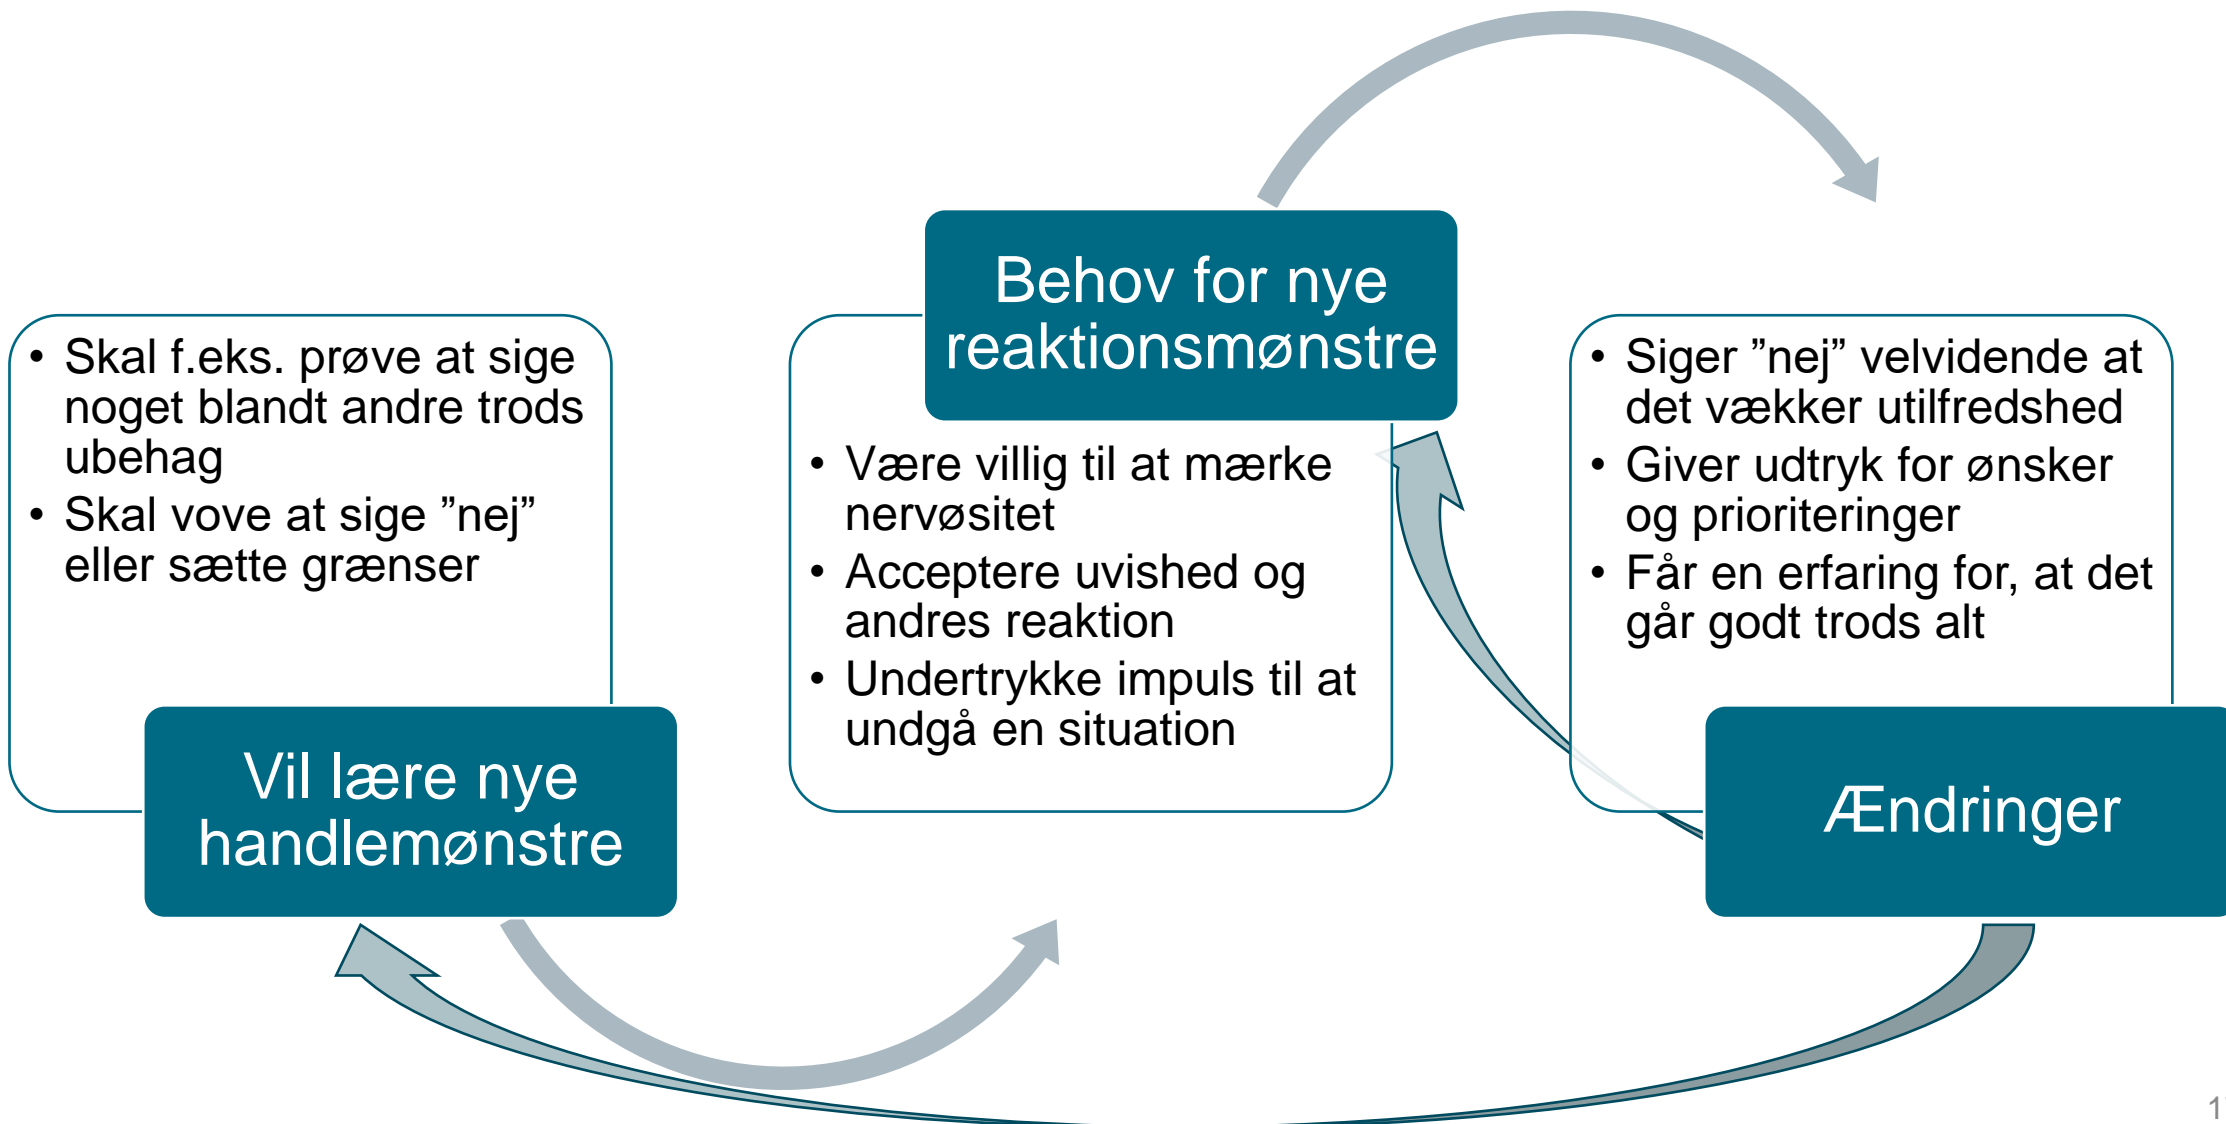 • Skal f.eks. prøve at sige
noget blandt andre trods
ubehag
• Skal vove at sige ”nej”
eller sætte grænser
Vil lære nye
handlemønstre
Behov for nye
reaktionsmønstre
• Være villig til at mærke
nervøsitet
• Acceptere uvished og
andres reaktion
• Undertrykke impuls til at
undgå en situation
• Siger ”nej” velvidende at
det vækker utilfredshed
• Giver udtryk for ønsker
og prioriteringer
• Får en erfaring for, at det
går godt trods alt
Ændringer